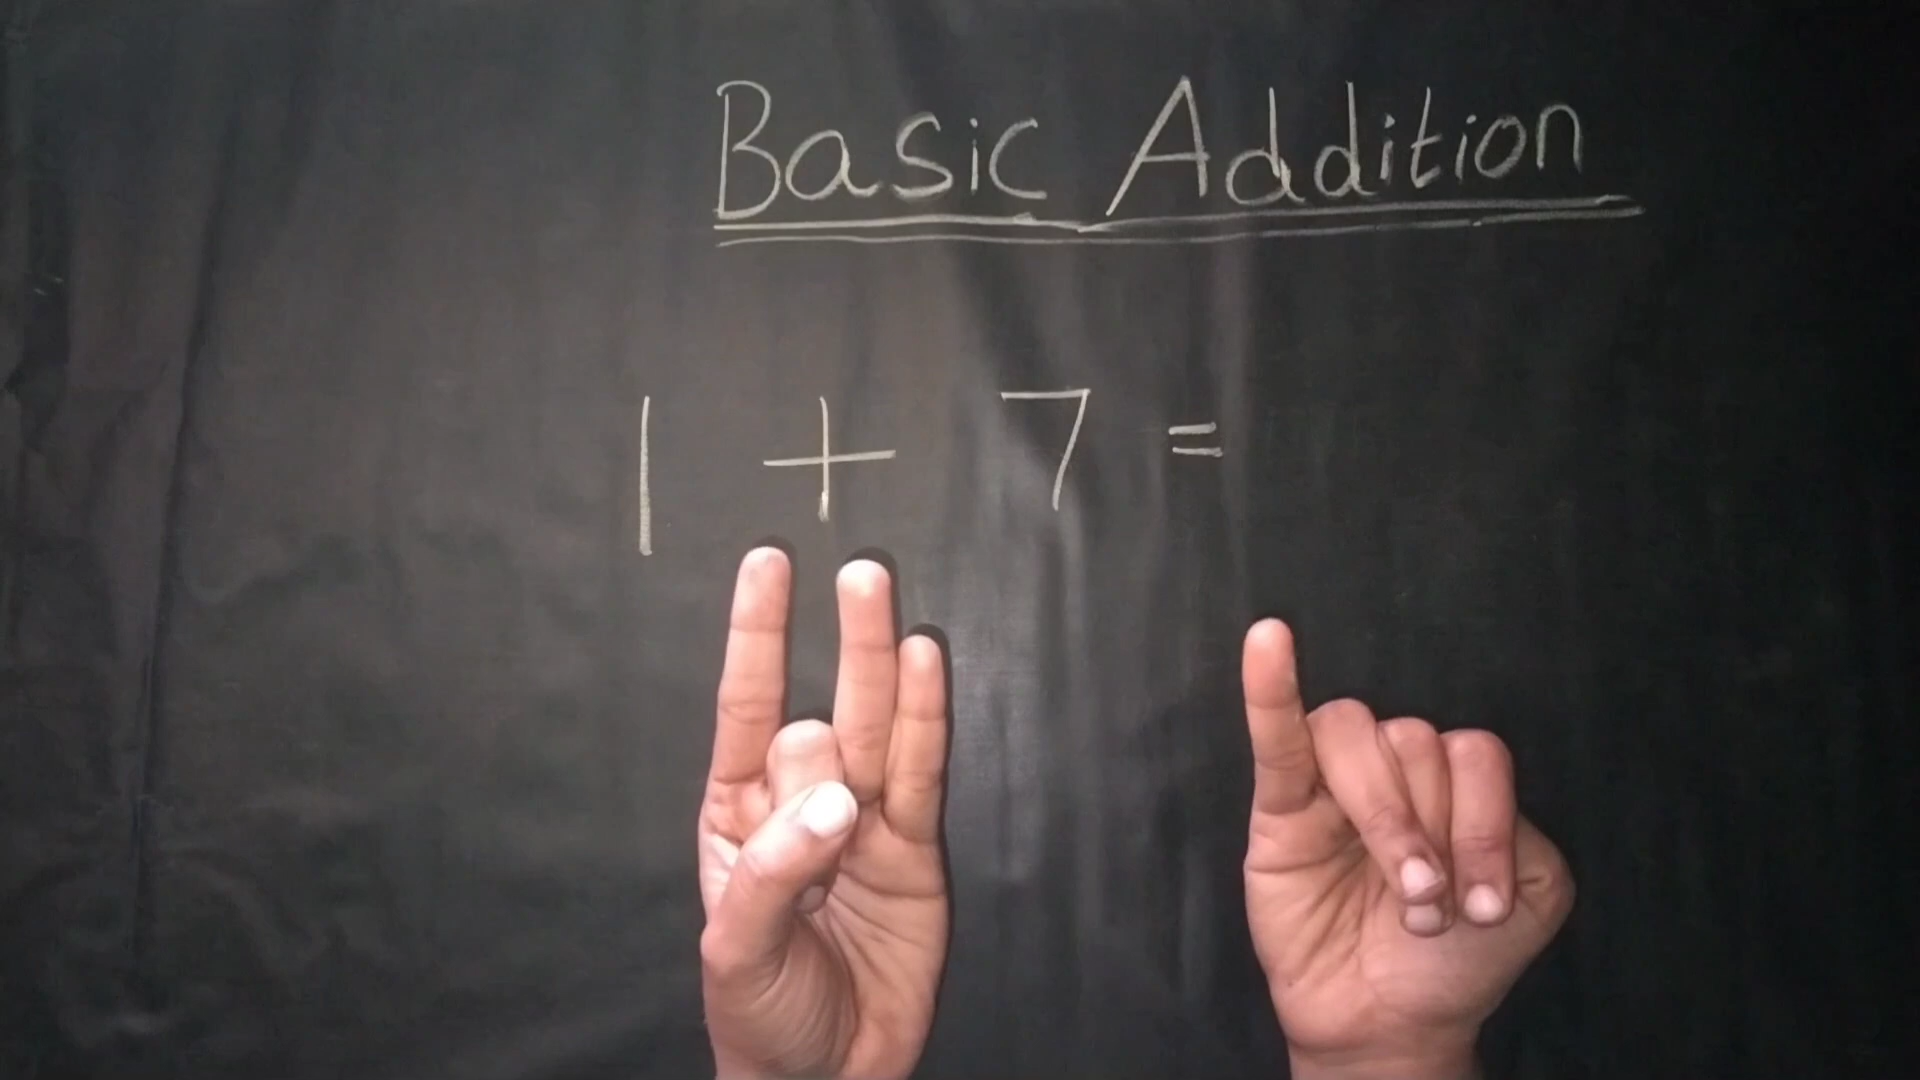 Basic Addition
1 + 7 =